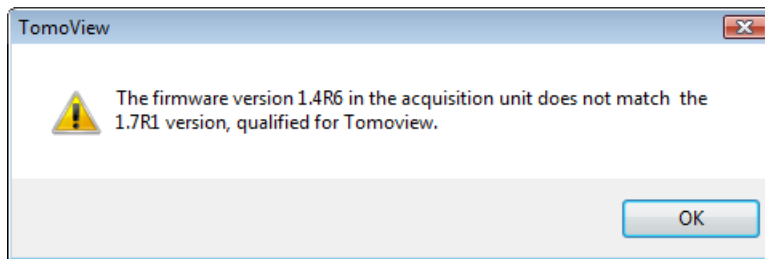 TomoView
The firmware version 1.4R6 in the acquisition unit does not match  the
1.7R1 version, qualified for Tomoview.
OK